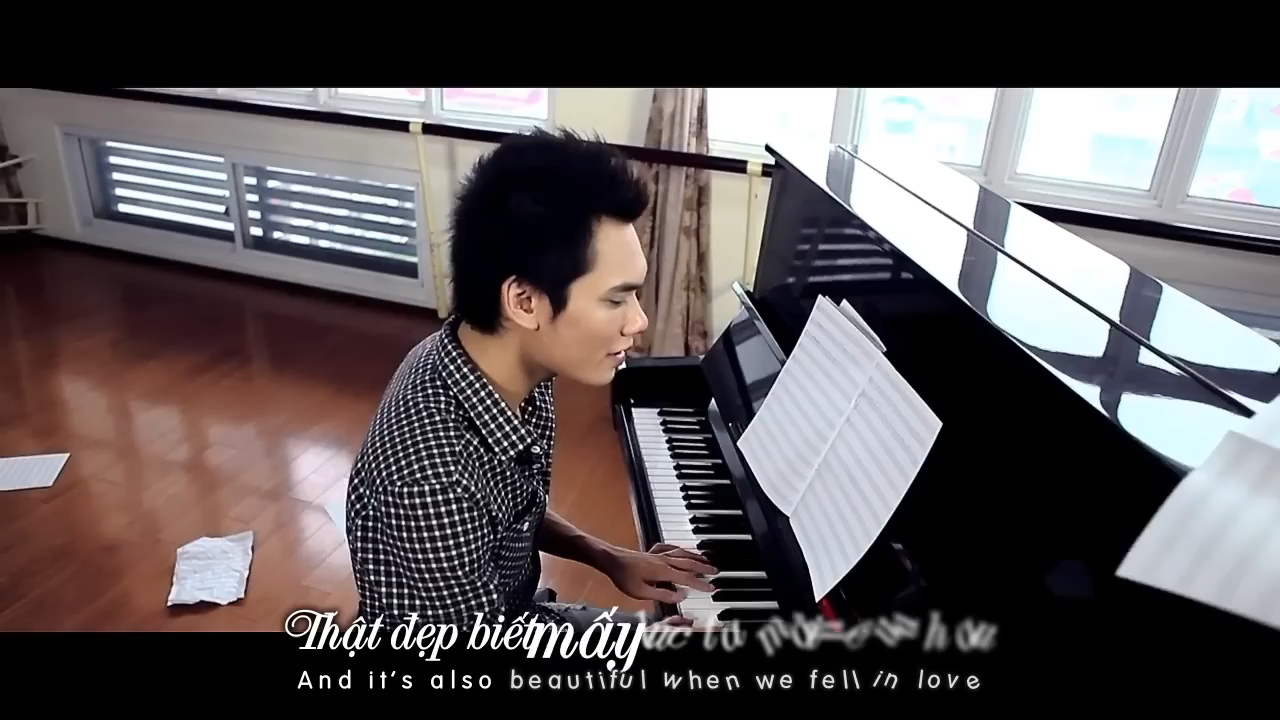 Thật đẹp biết mấy
And it's also beautiful when we fell in love